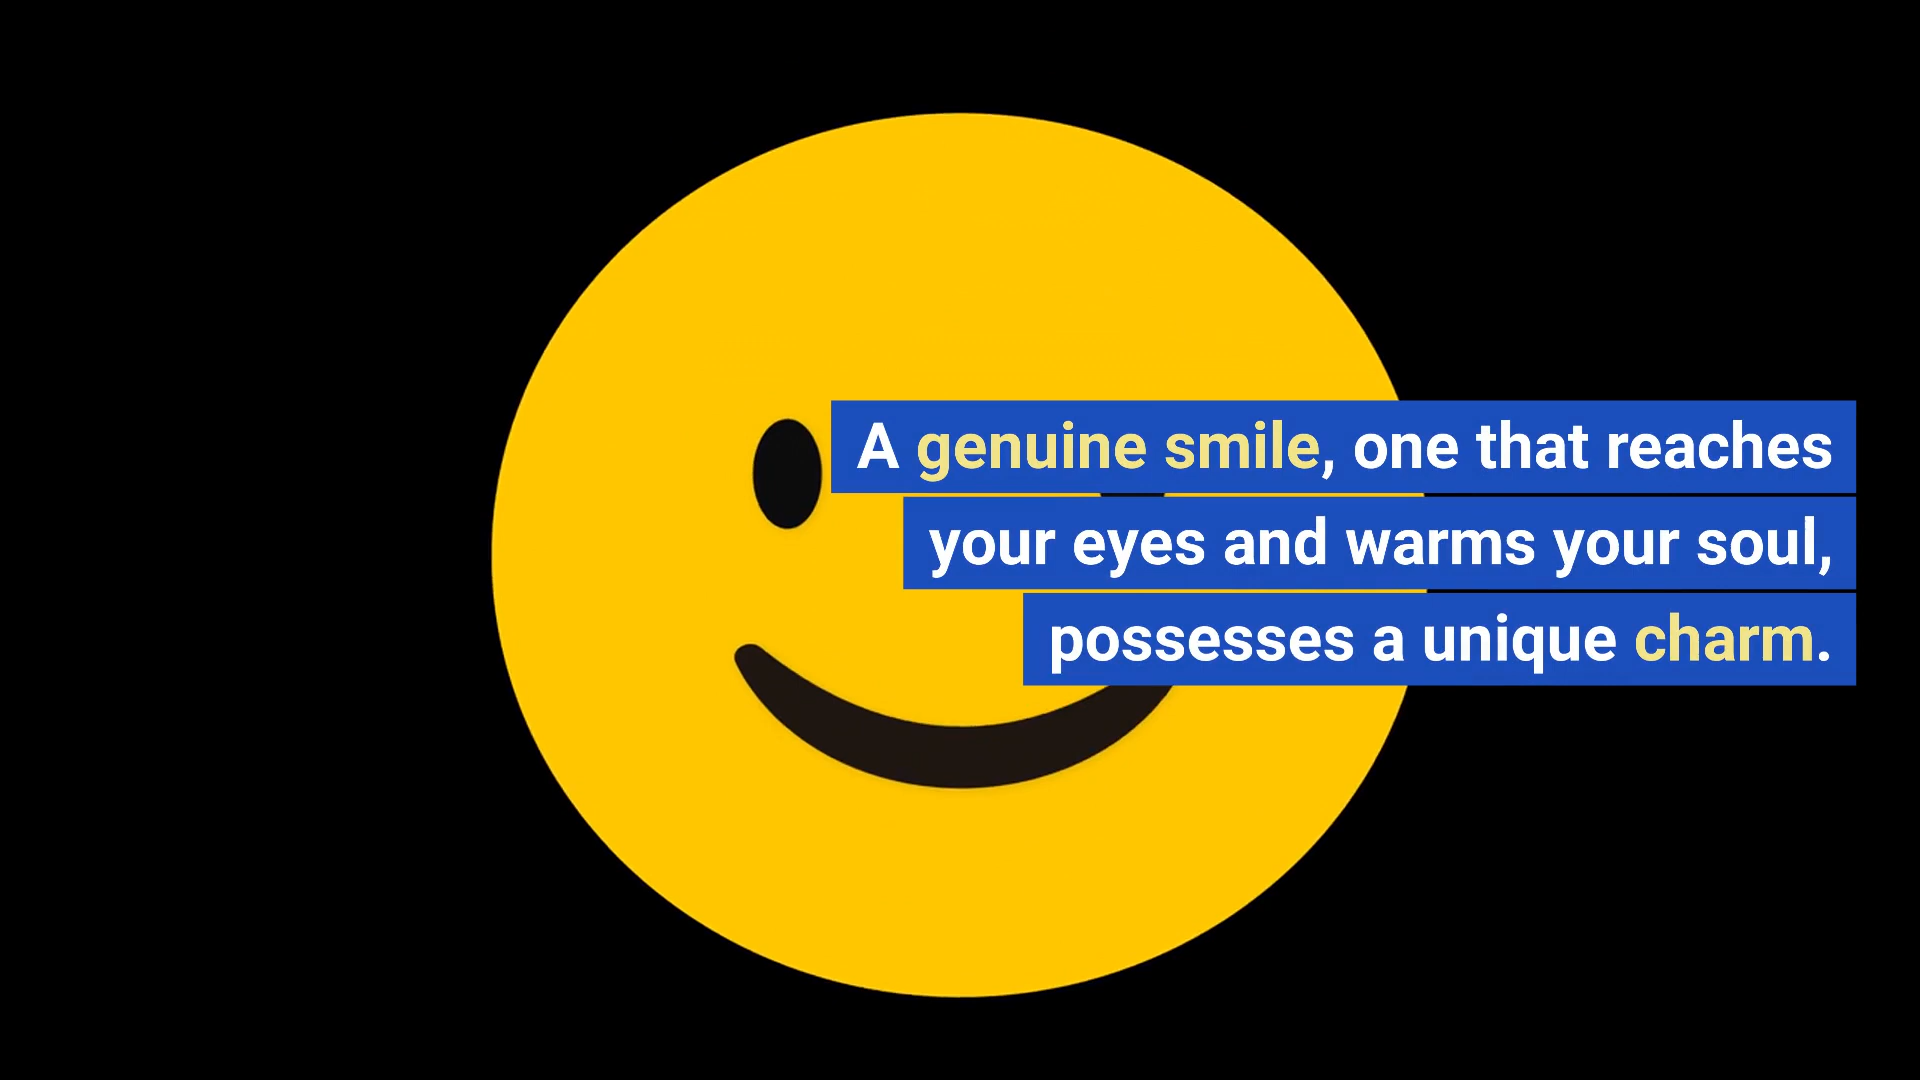 A genuine smile, one that reaches
your eyes and warms your soul,
possesses a unique charm.